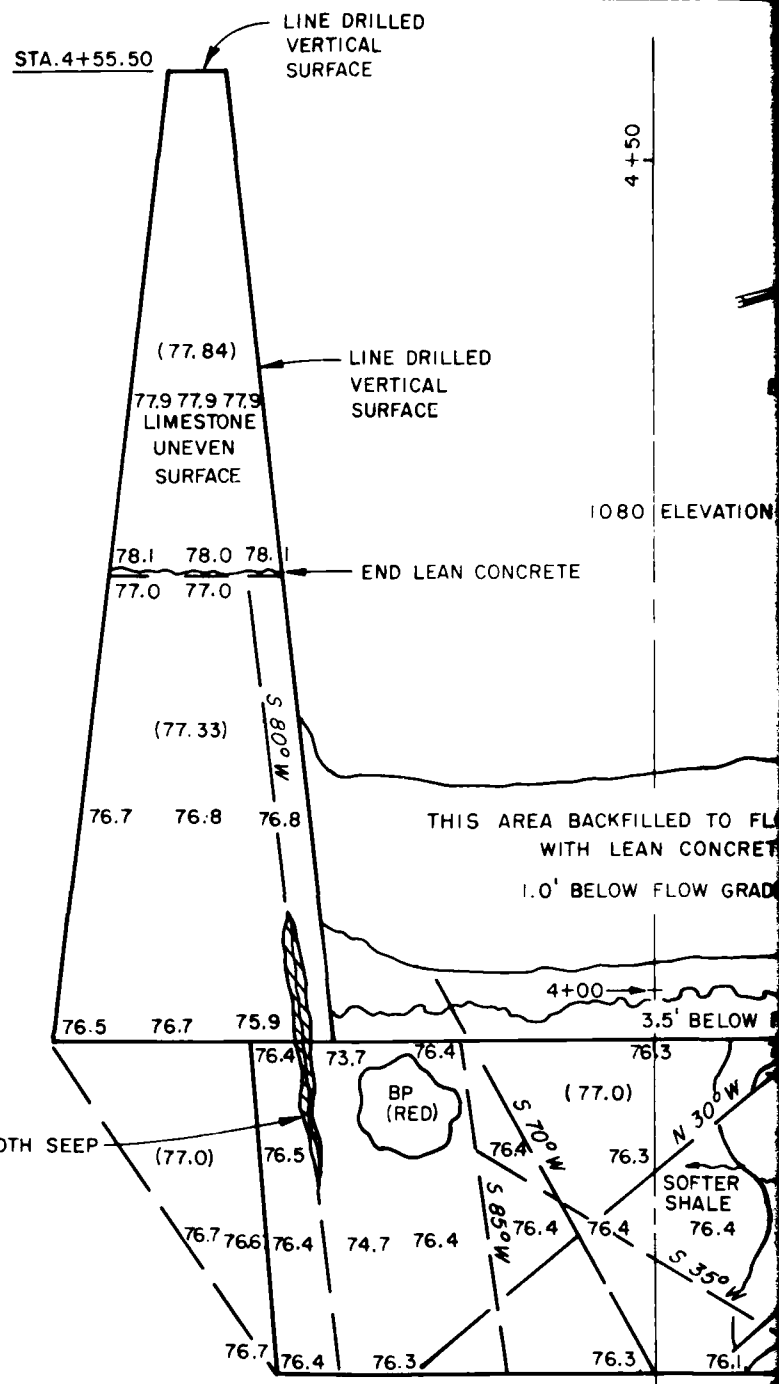 LINE DRILLED
VERTICAL
SURFACE
STA. 4+55.50
4+50
(77.84)
LINE DRILLED
VERTICAL
SURFACE
77.9 77.9 77.9
LIMESTONE
UNEVEN
SURFACE
1080 ELEVATION
78.1 78.0 78.1
END LEAN CONCRETE
77.0 77.0
S 80° W
(77.33)
76.7 76.8 76.8
THIS AREA BACKFILLED TO
WITH LEAN
1.0' BELOW FLOW
4+00
3.5' BELOW
76.5 76.7 75.9
76.4 73.7 76.4 76.3
BP
(RED)
(77.0)
S 70° W
N 30° W
SEEP
(77.0)
76.5
76.4
76.3
SOFTER
SHALE
S 85° W
76.7 76.6 76.4 74.7 76.4 76.4 76.4 76.4
S 35° W
76.7 76.4 76.3 76.3 76.1